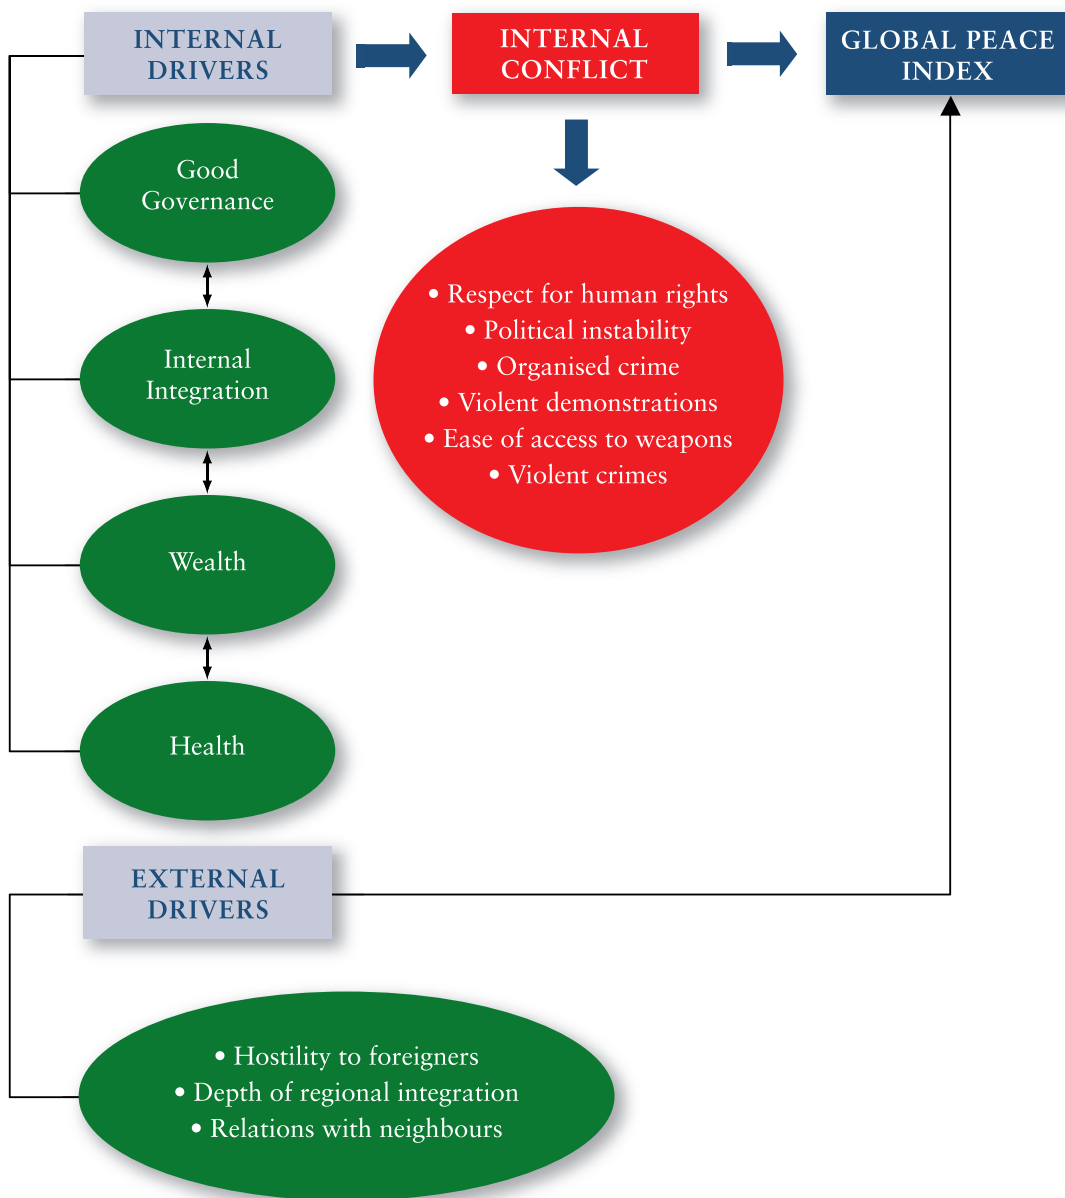 INTERNAL
DRIVERS
INTERNAL
CONFLICT
GLOBAL PEACE
INDEX
Good
Governance
Internal
Integration
Wealth
Health
• Respect for human rights
• Political instability
• Organised crime
• Violent demonstrations
• Ease of access to weapons
• Violent crimes
EXTERNAL
DRIVERS
• Hostility to foreigners
• Depth of regional integration
• Relations with neighbours